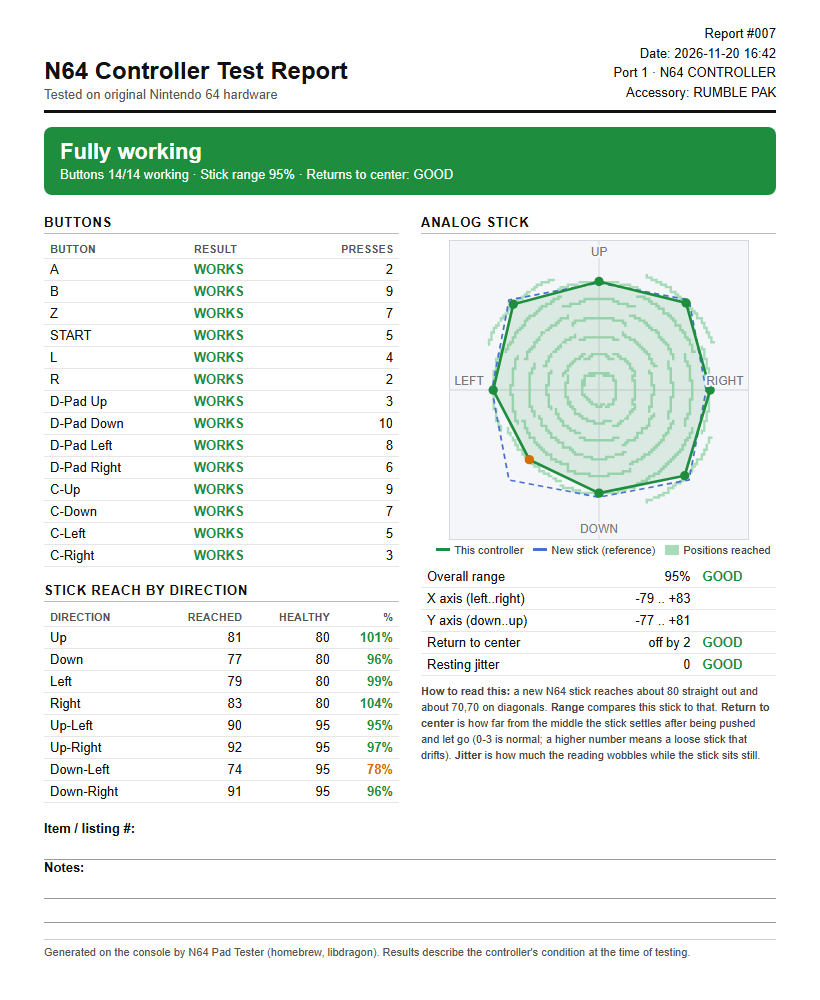 Report #007
Date: 2026-11-20 16:42
Port 1 · N64 CONTROLLER
Accessory: RUMBLE PAK
N64 Controller Test Report
Tested on original Nintendo 64 hardware
Fully working
Buttons 14/14 working · Stick range 95% · Returns to center: GOOD
BUTTONS
BUTTON RESULT PRESSES
A WORKS 2
B WORKS 9
Z WORKS 7
START WORKS 5
L WORKS 4
R WORKS 2
D-Pad Up WORKS 3
D-Pad Down WORKS 10
D-Pad Left WORKS 8
D-Pad Right WORKS 6
C-Up WORKS 9
C-Down WORKS 7
C-Left WORKS 5
C-Right WORKS 3
STICK REACH BY DIRECTION
DIRECTION REACHED HEALTHY %
Up 81 80 101%
Down 77 80 96%
Left 79 80 99%
Right 83 80 104%
Up-Left 90 95 95%
Up-Right 92 95 97%
Down-Left 74 95 78%
Down-Right 91 95 96%
ANALOG STICK
UP
LEFT RIGHT
DOWN
This controller New stick (reference) Positions reached
Overall range 95% GOOD
X axis (left..right) -79 .. +83
Y axis (down..up) -77 .. +81
Return to center off by 2 GOOD
Resting jitter 0 GOOD
How to read this: a new N64 stick reaches about 80 straight out and
about 70,70 on diagonals. Range compares this stick to that. Return to
center is how far from the middle the stick settles after being pushed
and let go (0-3 is normal; a higher number means a loose stick that
drifts). Jitter is how much the reading wobbles while the stick sits still.
Item / listing #:
Notes:
Generated on the console by N64 Pad Tester (homebrew, libdragon). Results describe the controller's condition at the time of testing.